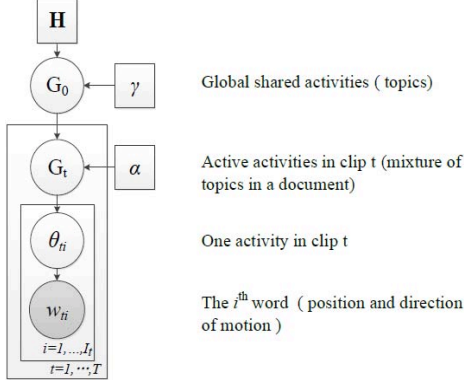 H
G₀
γ
Global shared activities ( topics)
Gₜ
α
Active activities in clip t (mixture of
topics in a document)
θₜᵢ
One activity in clip t
wₜᵢ
The iᵗʰ word ( position and direction
of motion )
i=1, ...,Iₜ
t=1, ···,T